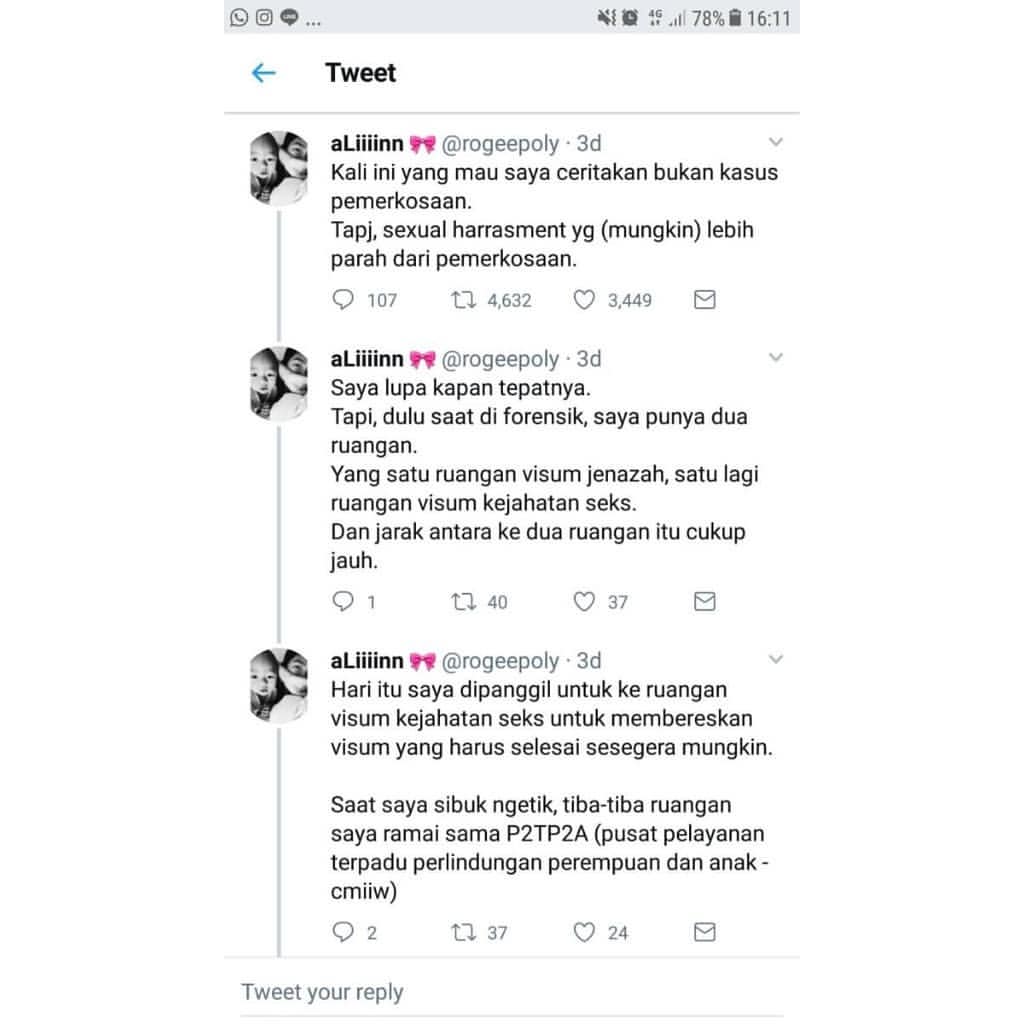 ... 4G 78% 16:11
Tweet
aLiiiinn 🎀 @rogeepoly · 3d
Kali ini yang mau saya ceritakan bukan kasus
pemerkosaan.
Tapj, sexual harrasment yg (mungkin) lebih
parah dari pemerkosaan.
107 4,632 3,449
aLiiiinn 🎀 @rogeepoly · 3d
Saya lupa kapan tepatnya.
Tapi, dulu saat di forensik, saya punya dua
ruangan.
Yang satu ruangan visum jenazah, satu lagi
ruangan visum kejahatan seks.
Dan jarak antara ke dua ruangan itu cukup
jauh.
1 40 37
aLiiiinn 🎀 @rogeepoly · 3d
Hari itu saya dipanggil untuk ke ruangan
visum kejahatan seks untuk membereskan
visum yang harus selesai sesegera mungkin.
Saat saya sibuk ngetik, tiba-tiba ruangan
saya ramai sama P2TP2A (pusat pelayanan
terpadu perlindungan perempuan dan anak -
cmiiw)
2 37 24
Tweet your reply